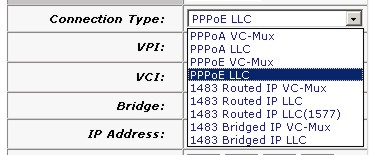 Connection Type: PPPoE LLC
PPPoA VC-Mux
VPI: PPPoA LLC
PPPoE VC-Mux
VCI: PPPoE LLC
1483 Routed IP VC-Mux
Bridge: 1483 Routed IP LLC
1483 Routed IP LLC(1577)
IP Address: 1483 Bridged IP VC-Mux
1483 Bridged IP LLC